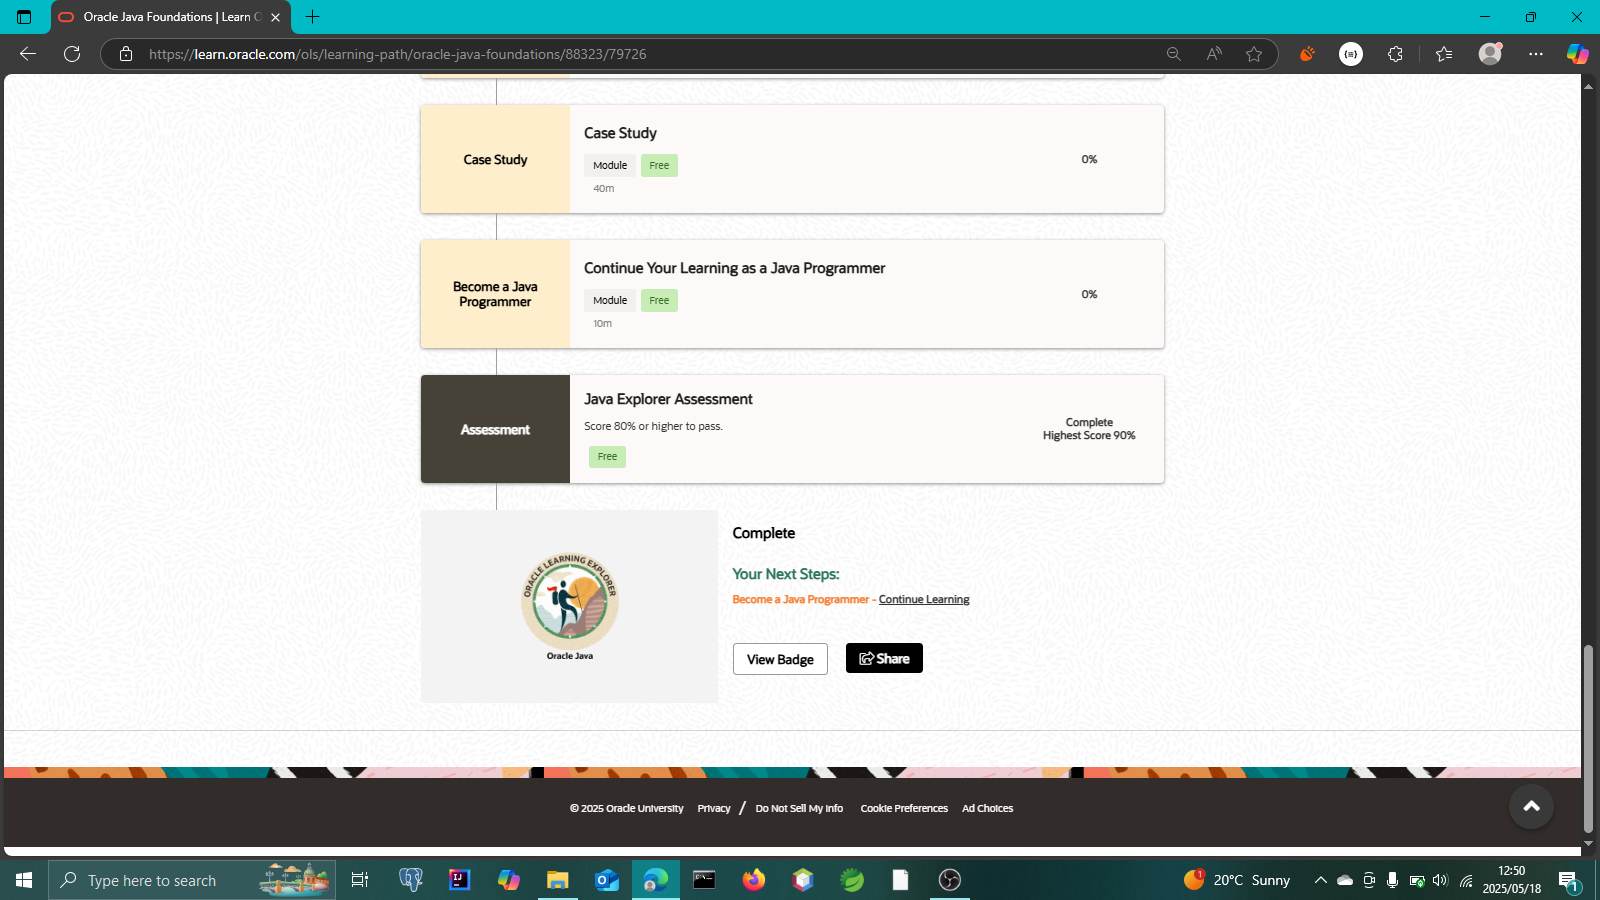 Oracle Java Foundations | Learn O
https://learn.oracle.com/ols/learning-path/oracle-java-foundations/88323/79726
Case Study
Case Study
Module Free
40m
0%
Become a Java
Programmer
Continue Your Learning as a Java Programmer
Module Free
10m
0%
Assessment
Java Explorer Assessment
Score 80% or higher to pass.
Free
Complete
Highest Score 90%
ORACLE LEARNING EXPLORER
Oracle Java
Complete
Your Next Steps:
Become a Java Programmer - Continue Learning
View Badge Share
© 2025 Oracle University Privacy / Do Not Sell My Info Cookie Preferences Ad Choices
Type here to search
1
20°C Sunny
12:50
2025/05/18
1